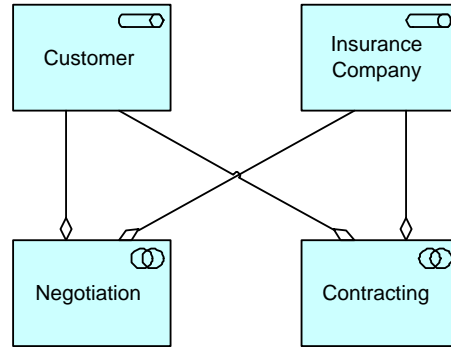 Customer
Insurance
Company
Negotiation
Contracting